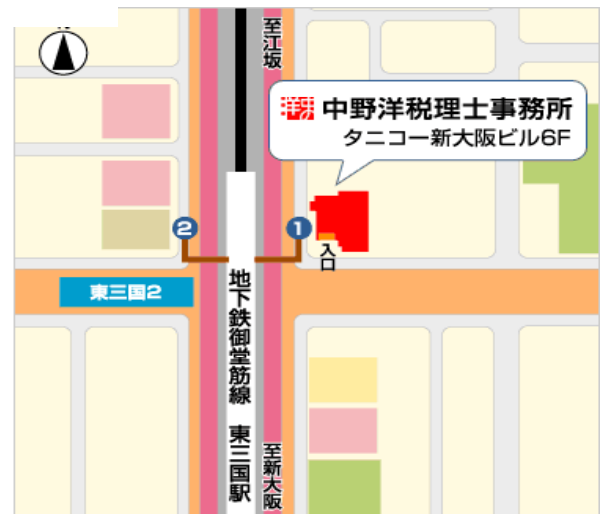 至江坂
中野洋税理士事務所
タニコー新大阪ビル6F
2
1
入口
東三国2
地下鉄御堂筋線 東三国駅
至新大阪